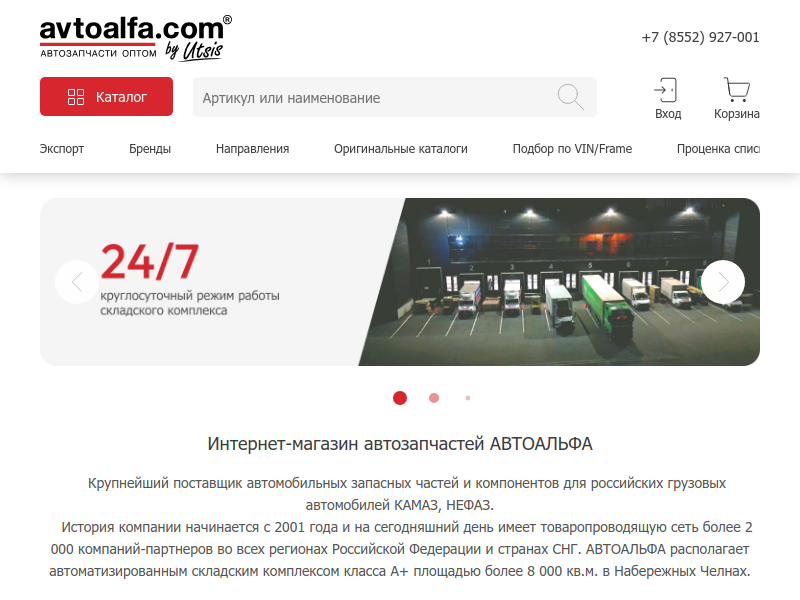 avtoalfa.com®
АВТОЗАПЧАСТИ ОПТОМ by Utsis
+7 (8552) 927-001
Каталог
Артикул или наименование
Вход
Корзина
Экспорт Бренды Направления Оригинальные каталоги Подбор по VIN/Frame Проценка спис
24/7
круглосуточный режим работы
складского комплекса
Интернет-магазин автозапчастей АВТОАЛЬФА
Крупнейший поставщик автомобильных запасных частей и компонентов для российских грузовых
автомобилей КАМАЗ, НЕФАЗ.
История компании начинается с 2001 года и на сегодняшний день имеет товаропроводящую сеть более 2
000 компаний-партнеров во всех регионах Российской Федерации и странах СНГ. АВТОАЛЬФА располагает
автоматизированным складским комплексом класса А+ площадью более 8 000 кв.м. в Набережных Челнах.